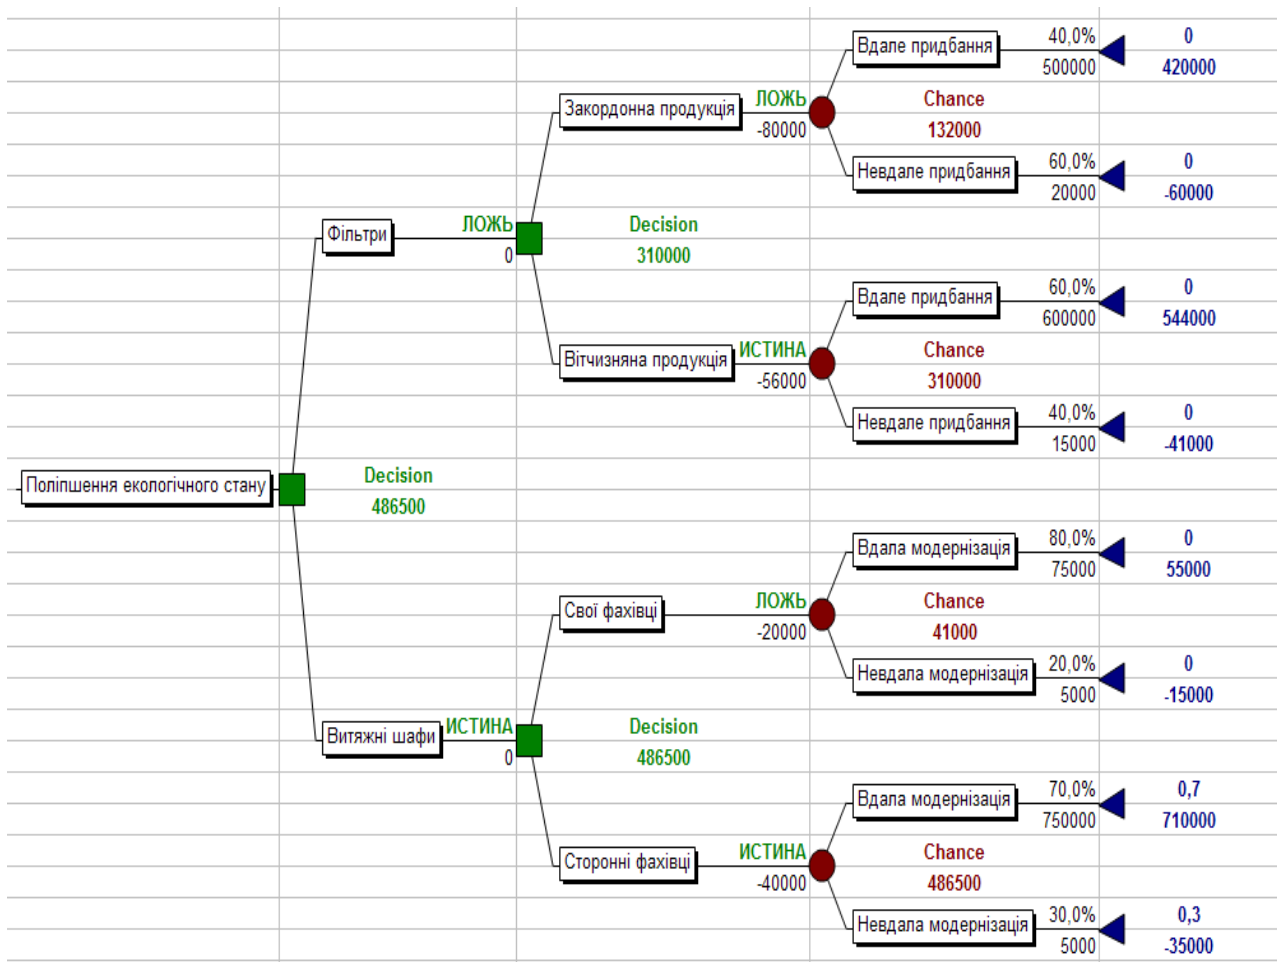 40,0% 0
Вдале придбання
500000 420000
ЛОЖЬ Chance
Закордонна продукція
-80000 132000
60,0% 0
Невдале придбання
20000 -60000
ЛОЖЬ Decision
Фільтри
0 310000
60,0% 0
Вдале придбання
600000 544000
ИСТИНА Chance
Вітчизняна продукція
-56000 310000
40,0% 0
Невдале придбання
15000 -41000
Decision
Поліпшення екологічного стану
486500
80,0% 0
Вдала модернізація
75000 55000
ЛОЖЬ Chance
Свої фахівці
-20000 41000
20,0% 0
Невдала модернізація
5000 -15000
ИСТИНА Decision
Витяжні шафи
0 486500
70,0% 0,7
Вдала модернізація
750000 710000
ИСТИНА Chance
Сторонні фахівці
-40000 486500
30,0% 0,3
Невдала модернізація
5000 -35000